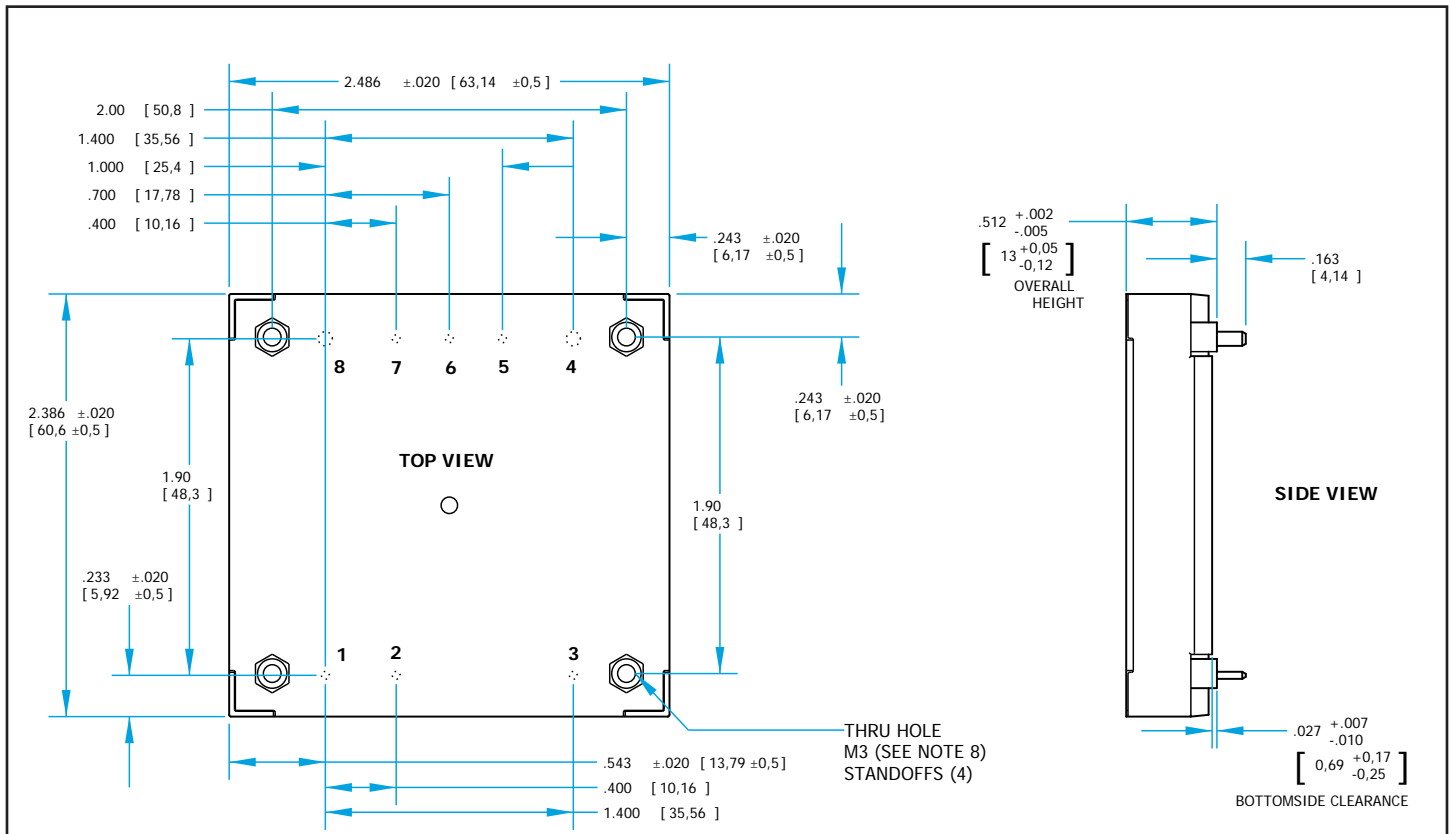 2.486 ±.020 [ 63,14 ±0,5 ]
2.00 [ 50,8 ]
1.400 [ 35,56 ]
1.000 [ 25,4 ]
.700 [ 17,78 ]
.400 [ 10,16 ]
.243 ±.020
[ 6,17 ±0,5 ]
.512 +.002
-.005
[ 13 +0,05
-0,12 ]
OVERALL
HEIGHT
.163
[ 4,14 ]
8 7 6 5 4
.243 ±.020
[ 6,17 ±0,5 ]
2.386 ±.020
[ 60,6 ±0,5 ]
TOP VIEW
1.90
[ 48,3 ]
1.90
[ 48,3 ]
SIDE VIEW
.233 ±.020
[ 5,92 ±0,5 ]
1 2 3
THRU HOLE
M3 (SEE NOTE 8)
STANDOFFS (4)
.027 +.007
-.010
[ 0,69 +0,17
-0,25 ]
BOTTOMSIDE CLEARANCE
.543 ±.020 [ 13,79 ±0,5 ]
.400 [ 10,16 ]
1.400 [ 35,56 ]